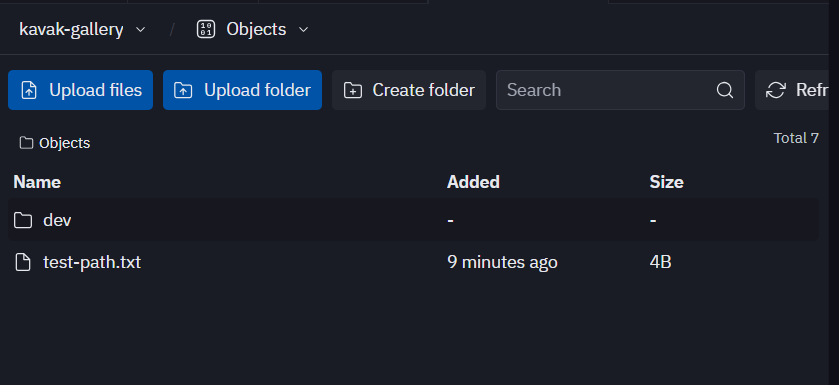 kavak-gallery / Objects
Upload files Upload folder Create folder Search Refr
Objects Total 7
Name Added Size
dev - -
test-path.txt 9 minutes ago 4B